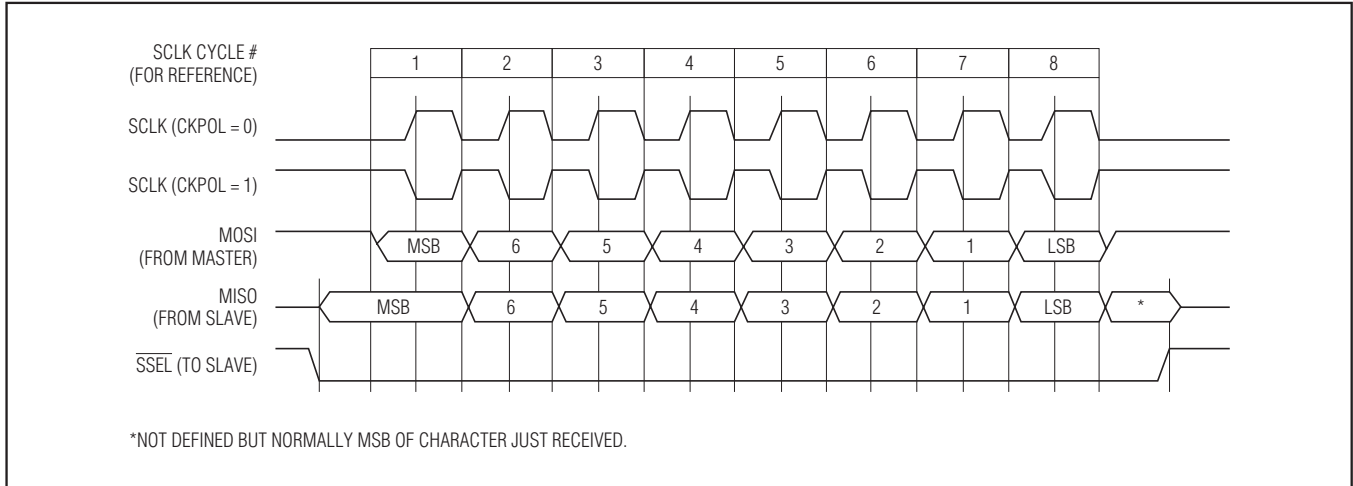 SCLK CYCLE #
(FOR REFERENCE)
1 2 3 4 5 6 7 8
SCLK (CKPOL = 0)
SCLK (CKPOL = 1)
MOSI
(FROM MASTER)
MSB 6 5 4 3 2 1 LSB
MISO
(FROM SLAVE)
MSB 6 5 4 3 2 1 LSB *
SSEL (TO SLAVE)
*NOT DEFINED BUT NORMALLY MSB OF CHARACTER JUST RECEIVED.